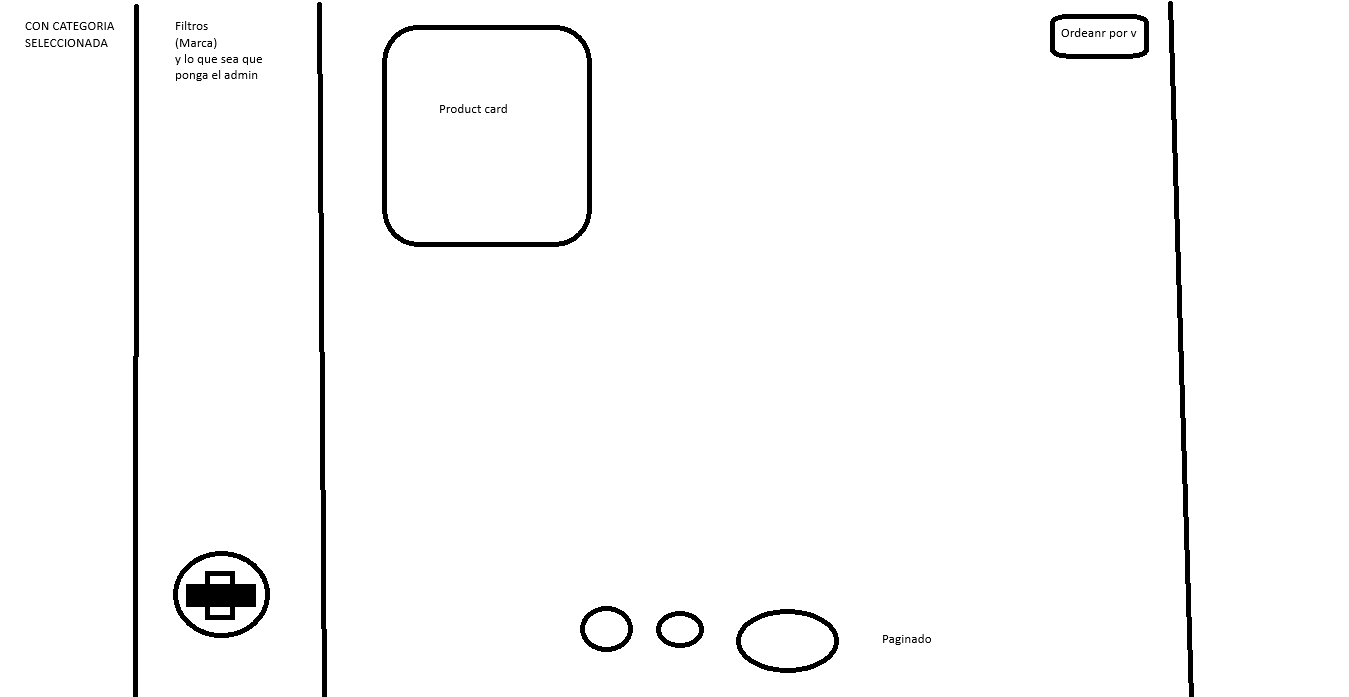 CON CATEGORIA
SELECCIONADA
Filtros
(Marca)
y lo que sea que
ponga el admin
Product card
Ordeanr por v
Paginado